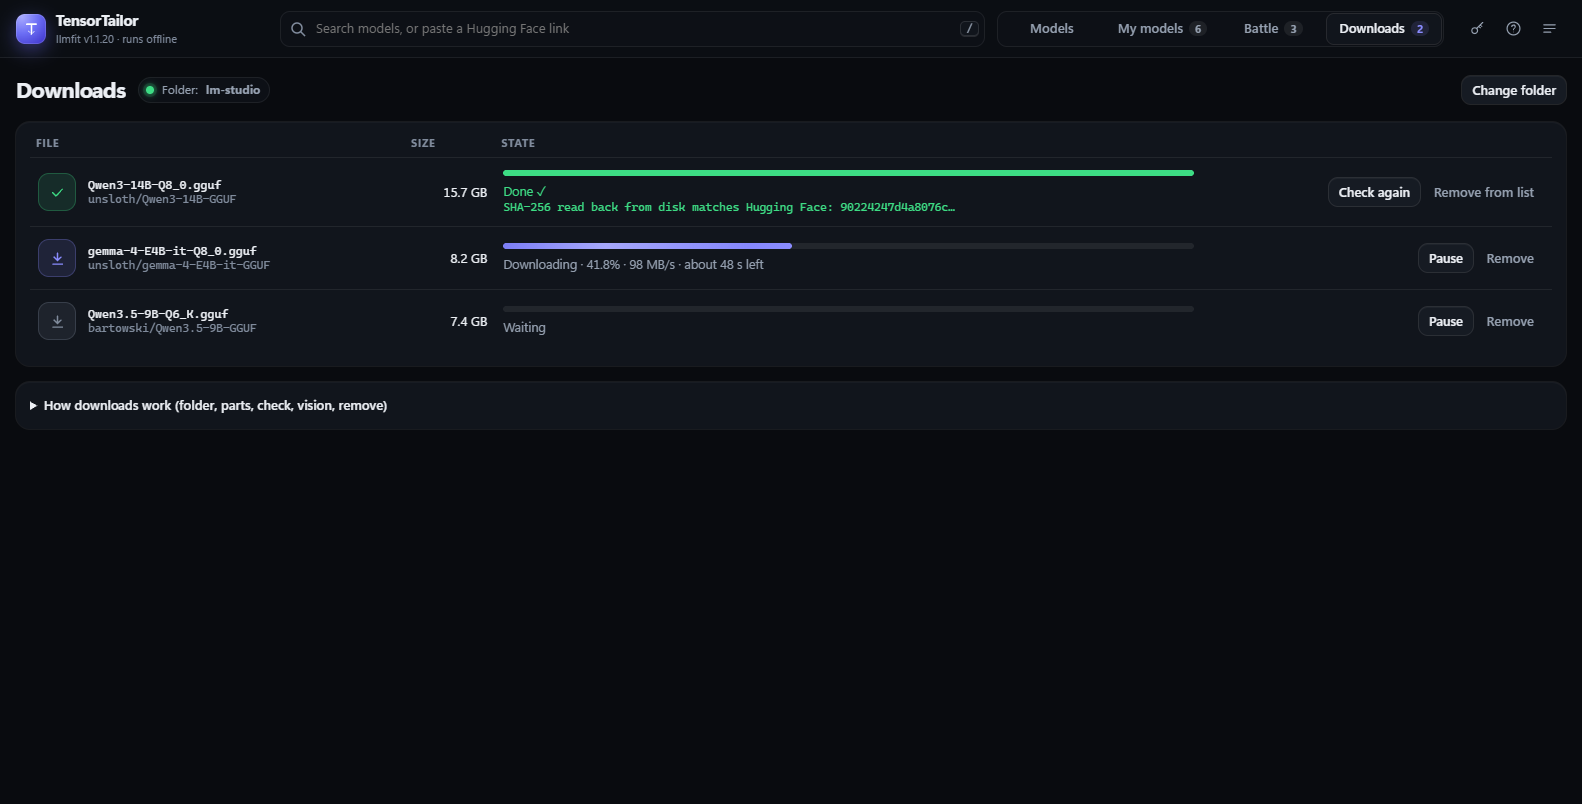 TensorTailor
llmfit v1.1.20 · runs offline
Search models, or paste a Hugging Face link
/
Models
My models 6
Battle 3
Downloads 2
Downloads
Folder: lm-studio
Change folder
FILE SIZE STATE
Qwen3-14B-Q8_0.gguf
unsloth/Qwen3-14B-GGUF
15.7 GB
Done ✓
SHA-256 read back from disk matches Hugging Face: 90224247d4a8076c…
Check again
Remove from list
gemma-4-E4B-it-Q8_0.gguf
unsloth/gemma-4-E4B-it-GGUF
8.2 GB
Downloading · 41.8% · 98 MB/s · about 48 s left
Pause
Remove
Qwen3.5-9B-Q6_K.gguf
bartowski/Qwen3.5-9B-GGUF
7.4 GB
Waiting
Pause
Remove
How downloads work (folder, parts, check, vision, remove)